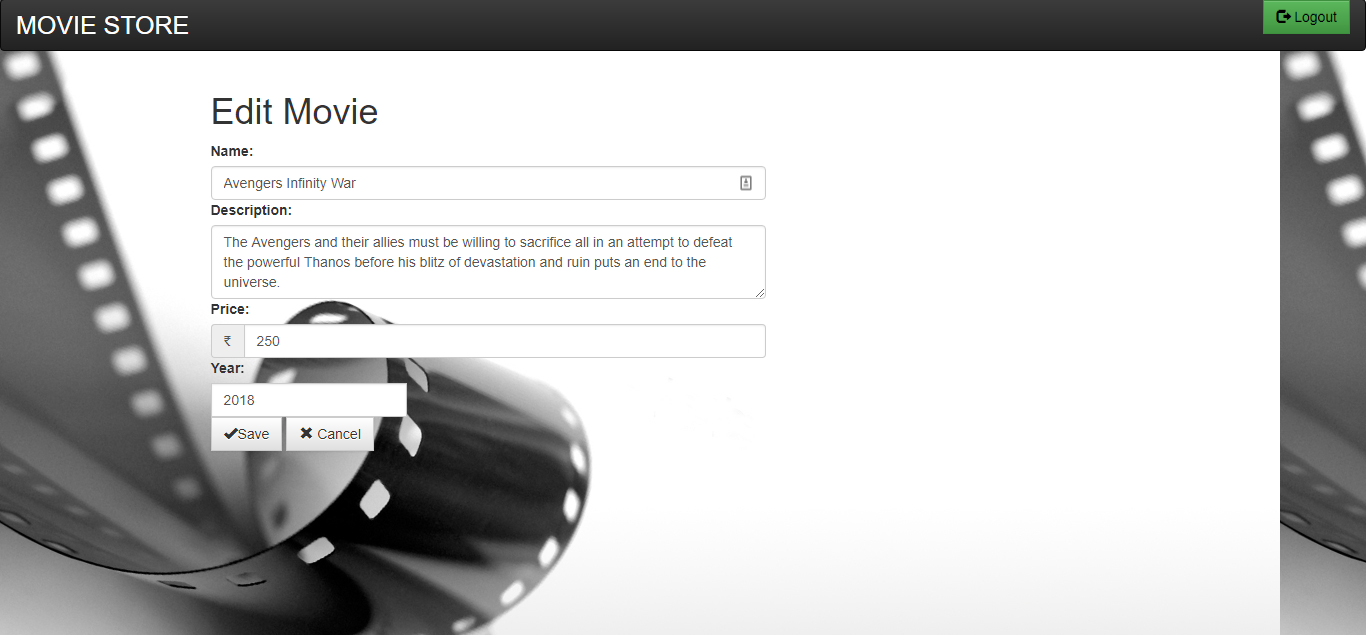 MOVIE STORE
Logout
Edit Movie
Name:
Avengers Infinity War
Description:
The Avengers and their allies must be willing to sacrifice all in an attempt to defeat
the powerful Thanos before his blitz of devastation and ruin puts an end to the
universe.
Price:
₹ 250
Year:
2018
Save Cancel